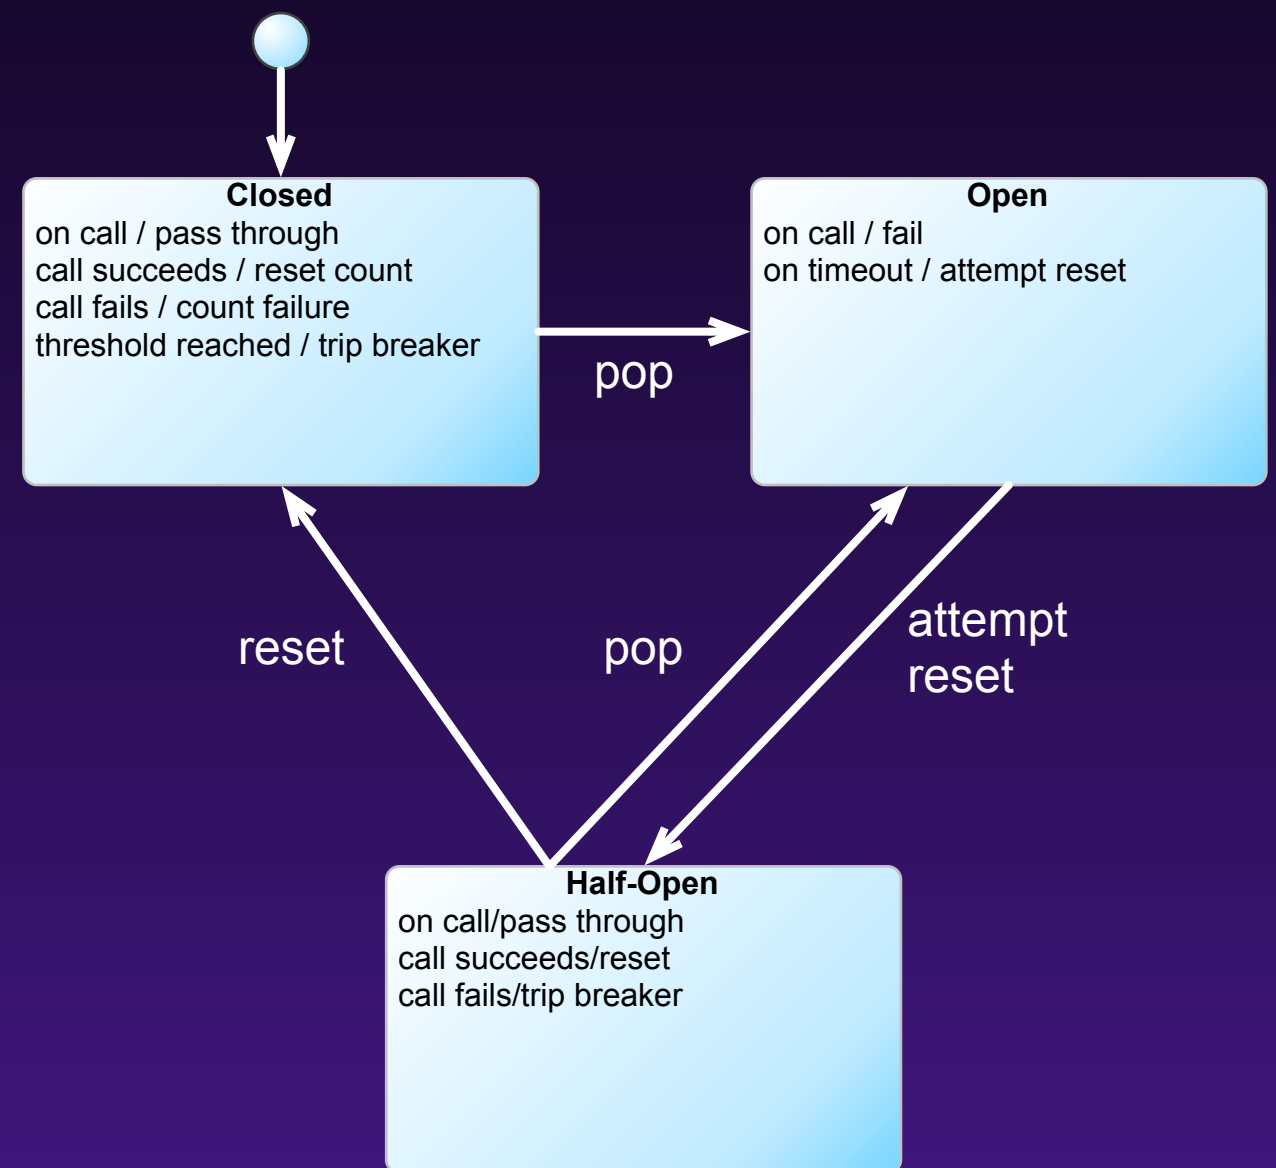 Closed
on call / pass through
call succeeds / reset count
call fails / count failure
threshold reached / trip breaker
Open
on call / fail
on timeout / attempt reset
pop
reset
pop
attempt
reset
Half-Open
on call/pass through
call succeeds/reset
call fails/trip breaker